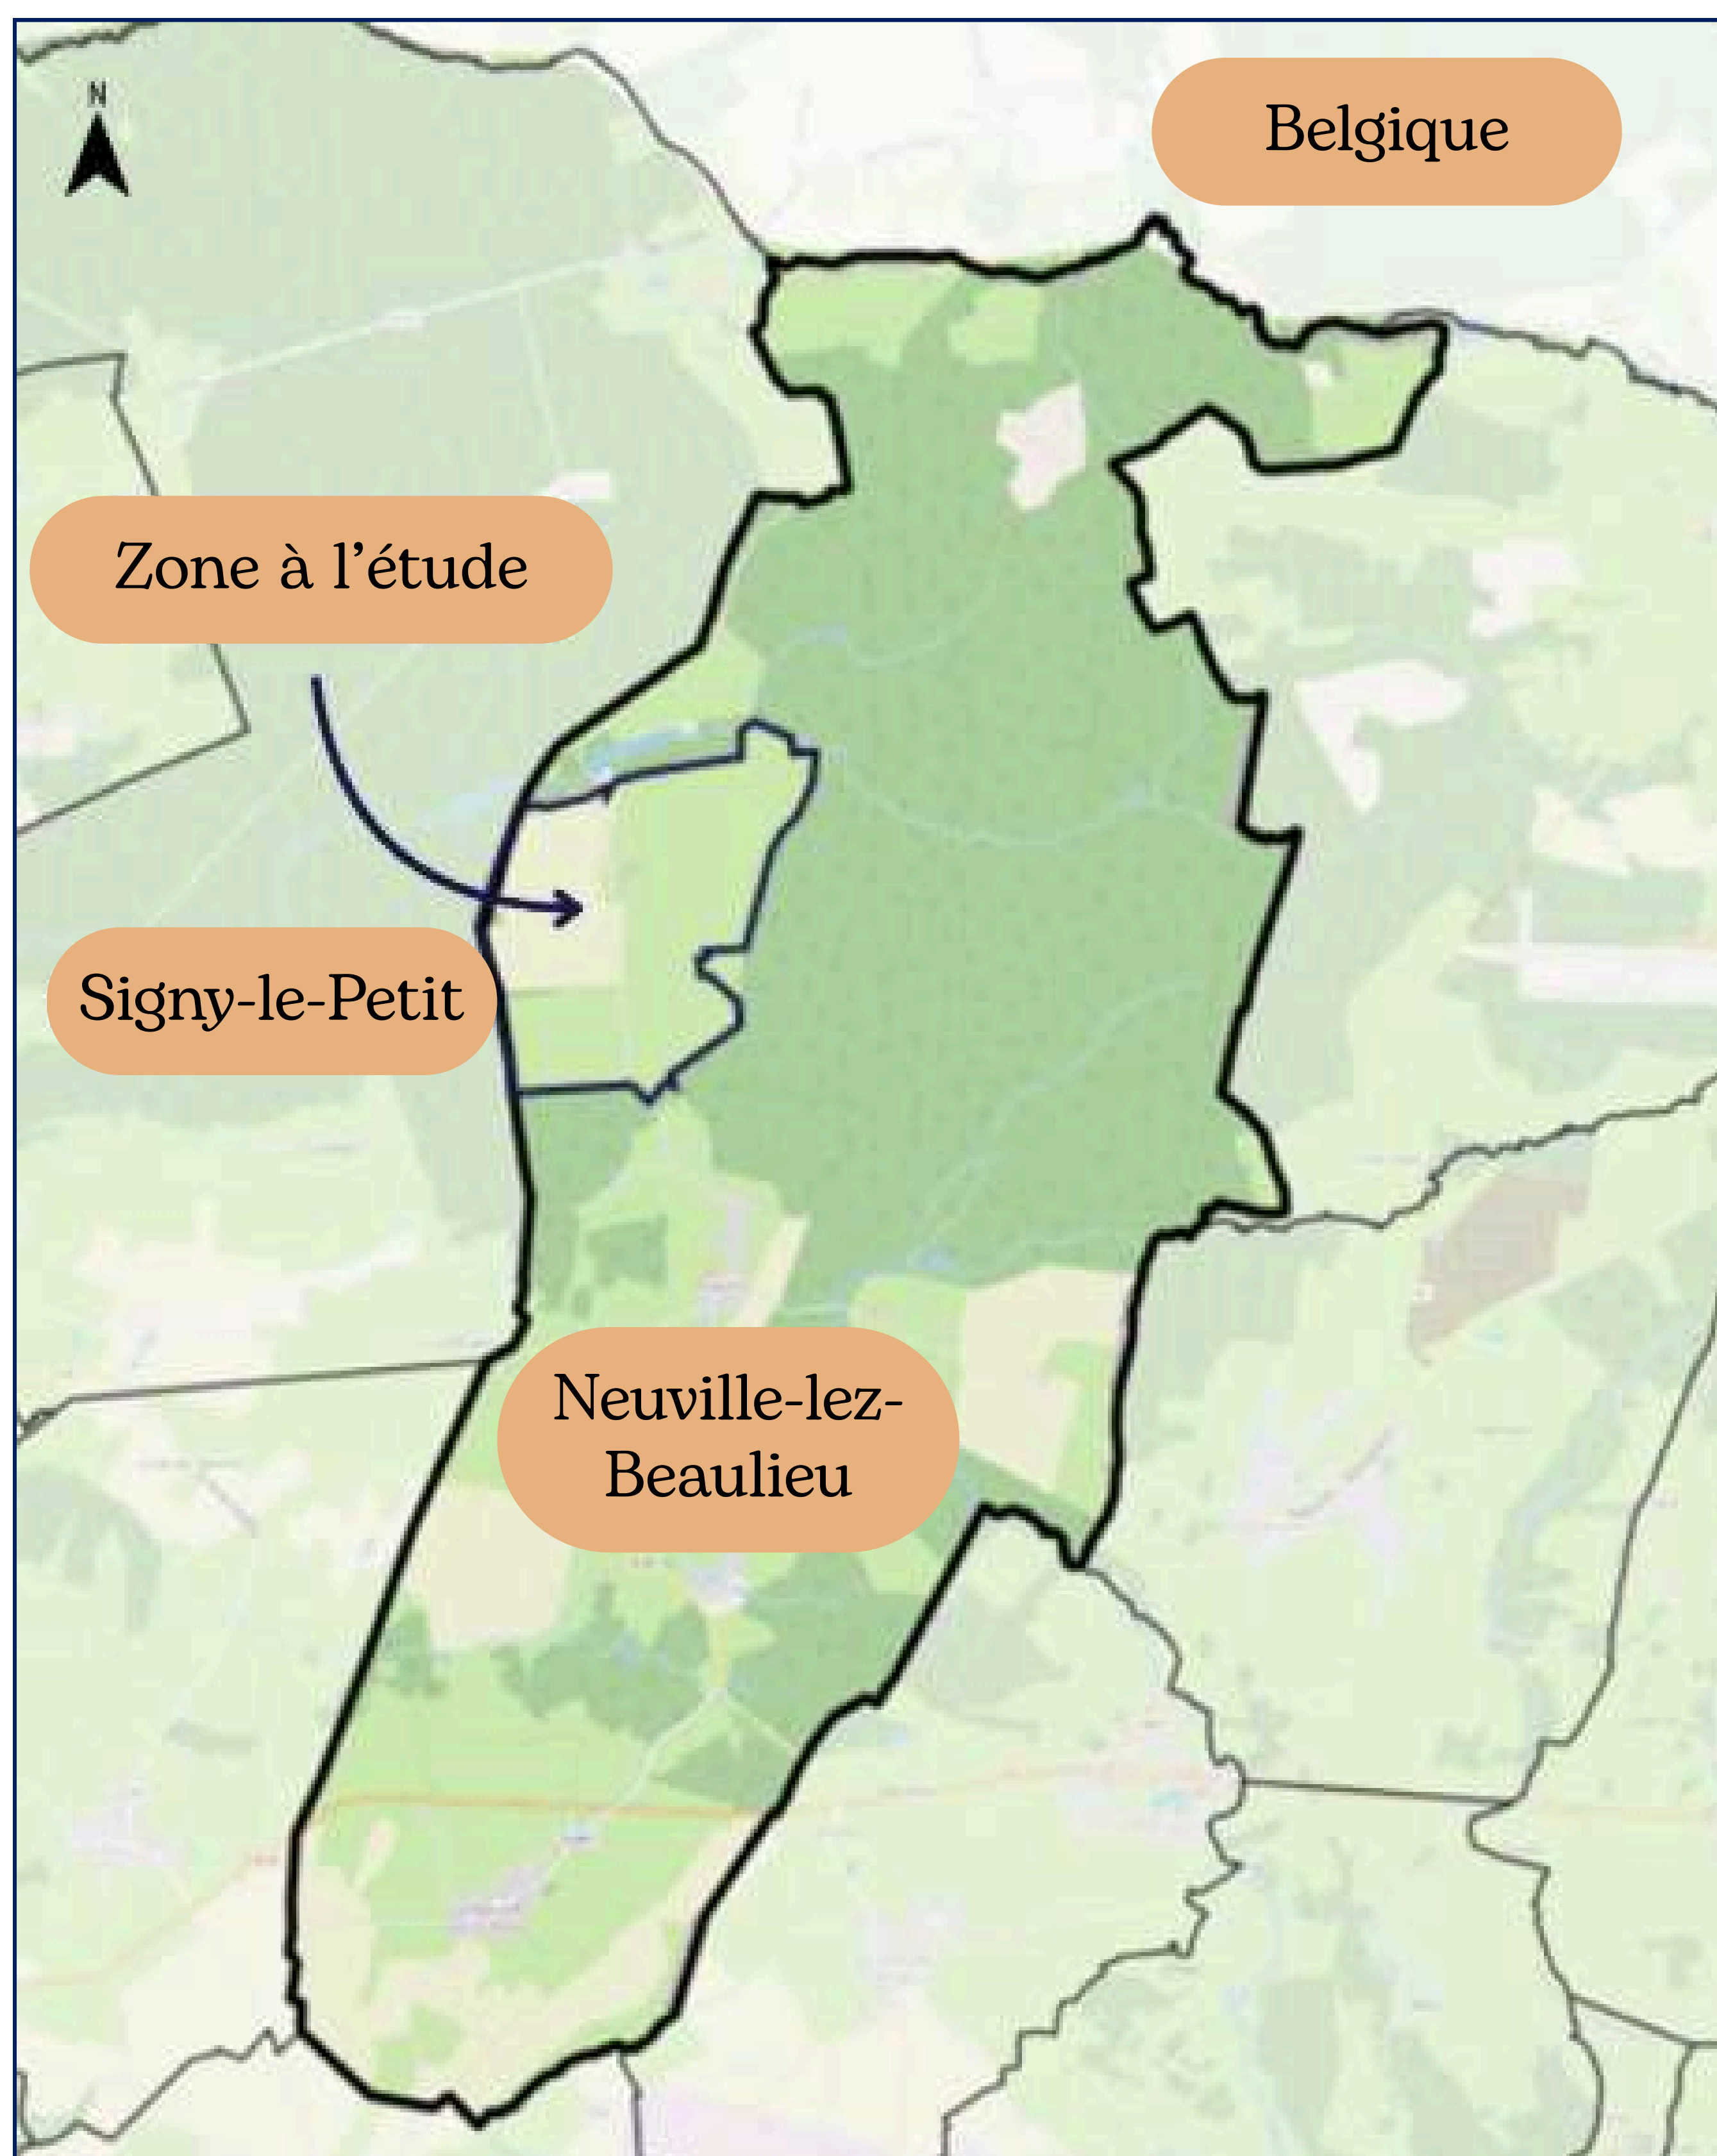 N
Belgique
Zone à l’étude
Signy-le-Petit
Neuville-lez-
Beaulieu